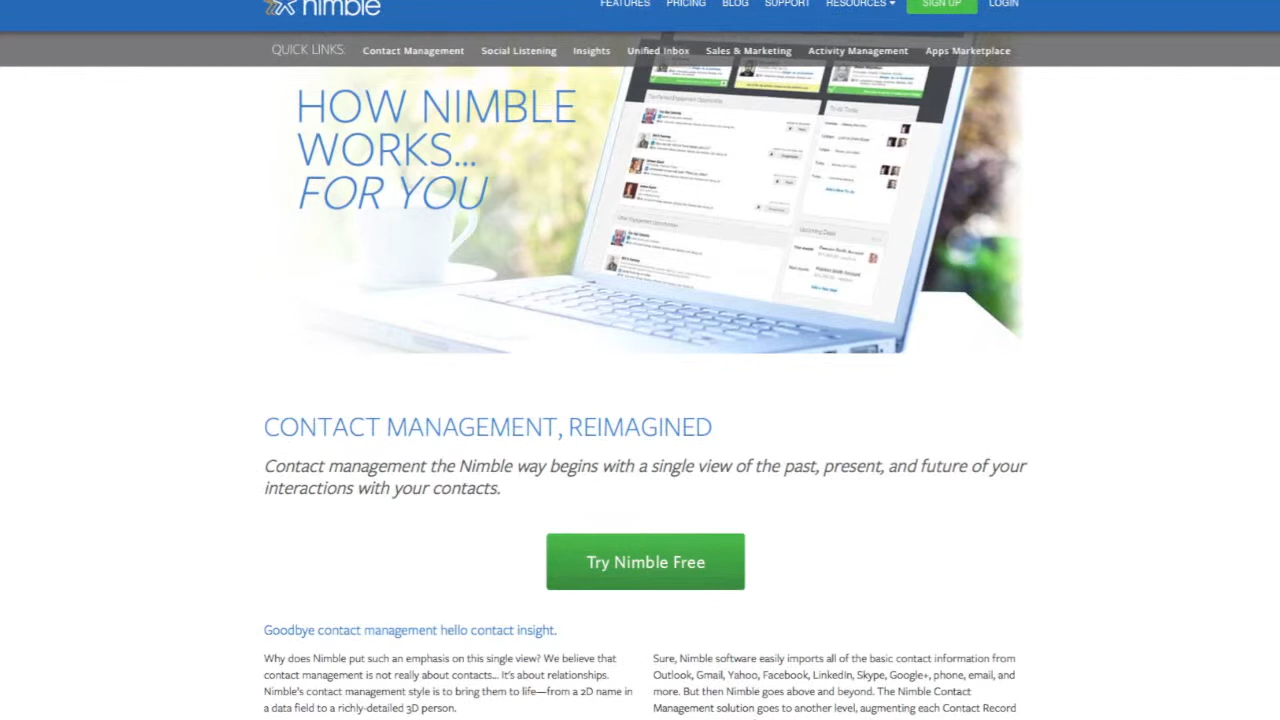 nimble
FEATURES PRICING BLOG SUPPORT RESOURCES SIGN UP LOGIN
QUICK LINKS: Contact Management Social Listening Insights Unified Inbox Sales & Marketing Activity Management Apps Marketplace
HOW NIMBLE
WORKS...
FOR YOU
CONTACT MANAGEMENT, REIMAGINED
Contact management the Nimble way begins with a single view of the past, present, and future of your
interactions with your contacts.
Try Nimble Free
Goodbye contact management hello contact insight.
Why does Nimble put such an emphasis on this single view? We believe that
contact management is not really about contacts... It's about relationships.
Nimble's contact management style is to bring them to life—from a 2D name in
a data field to a richly-detailed 3D person.
Sure, Nimble software easily imports all of the basic contact information from
Outlook, Gmail, Yahoo, Facebook, LinkedIn, Skype, Google+, phone, email, and
more. But then Nimble goes above and beyond. The Nimble Contact
Management solution goes to another level, augmenting each Contact Record